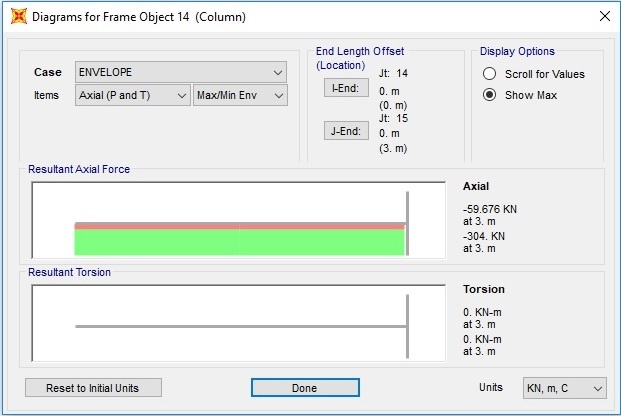 Diagrams for Frame Object 14 (Column)
Case ENVELOPE
Items Axial (P and T) Max/Min Env
End Length Offset
(Location)
Jt: 14
I-End: 0. m
(0. m)
Jt: 15
J-End: 0. m
(3. m)
Display Options
Scroll for Values
Show Max
Resultant Axial Force
Axial
-59.676 KN
at 3. m
-304. KN
at 3. m
Resultant Torsion
Torsion
0. KN-m
at 3. m
0. KN-m
at 3. m
Reset to Initial Units Done Units KN, m, C